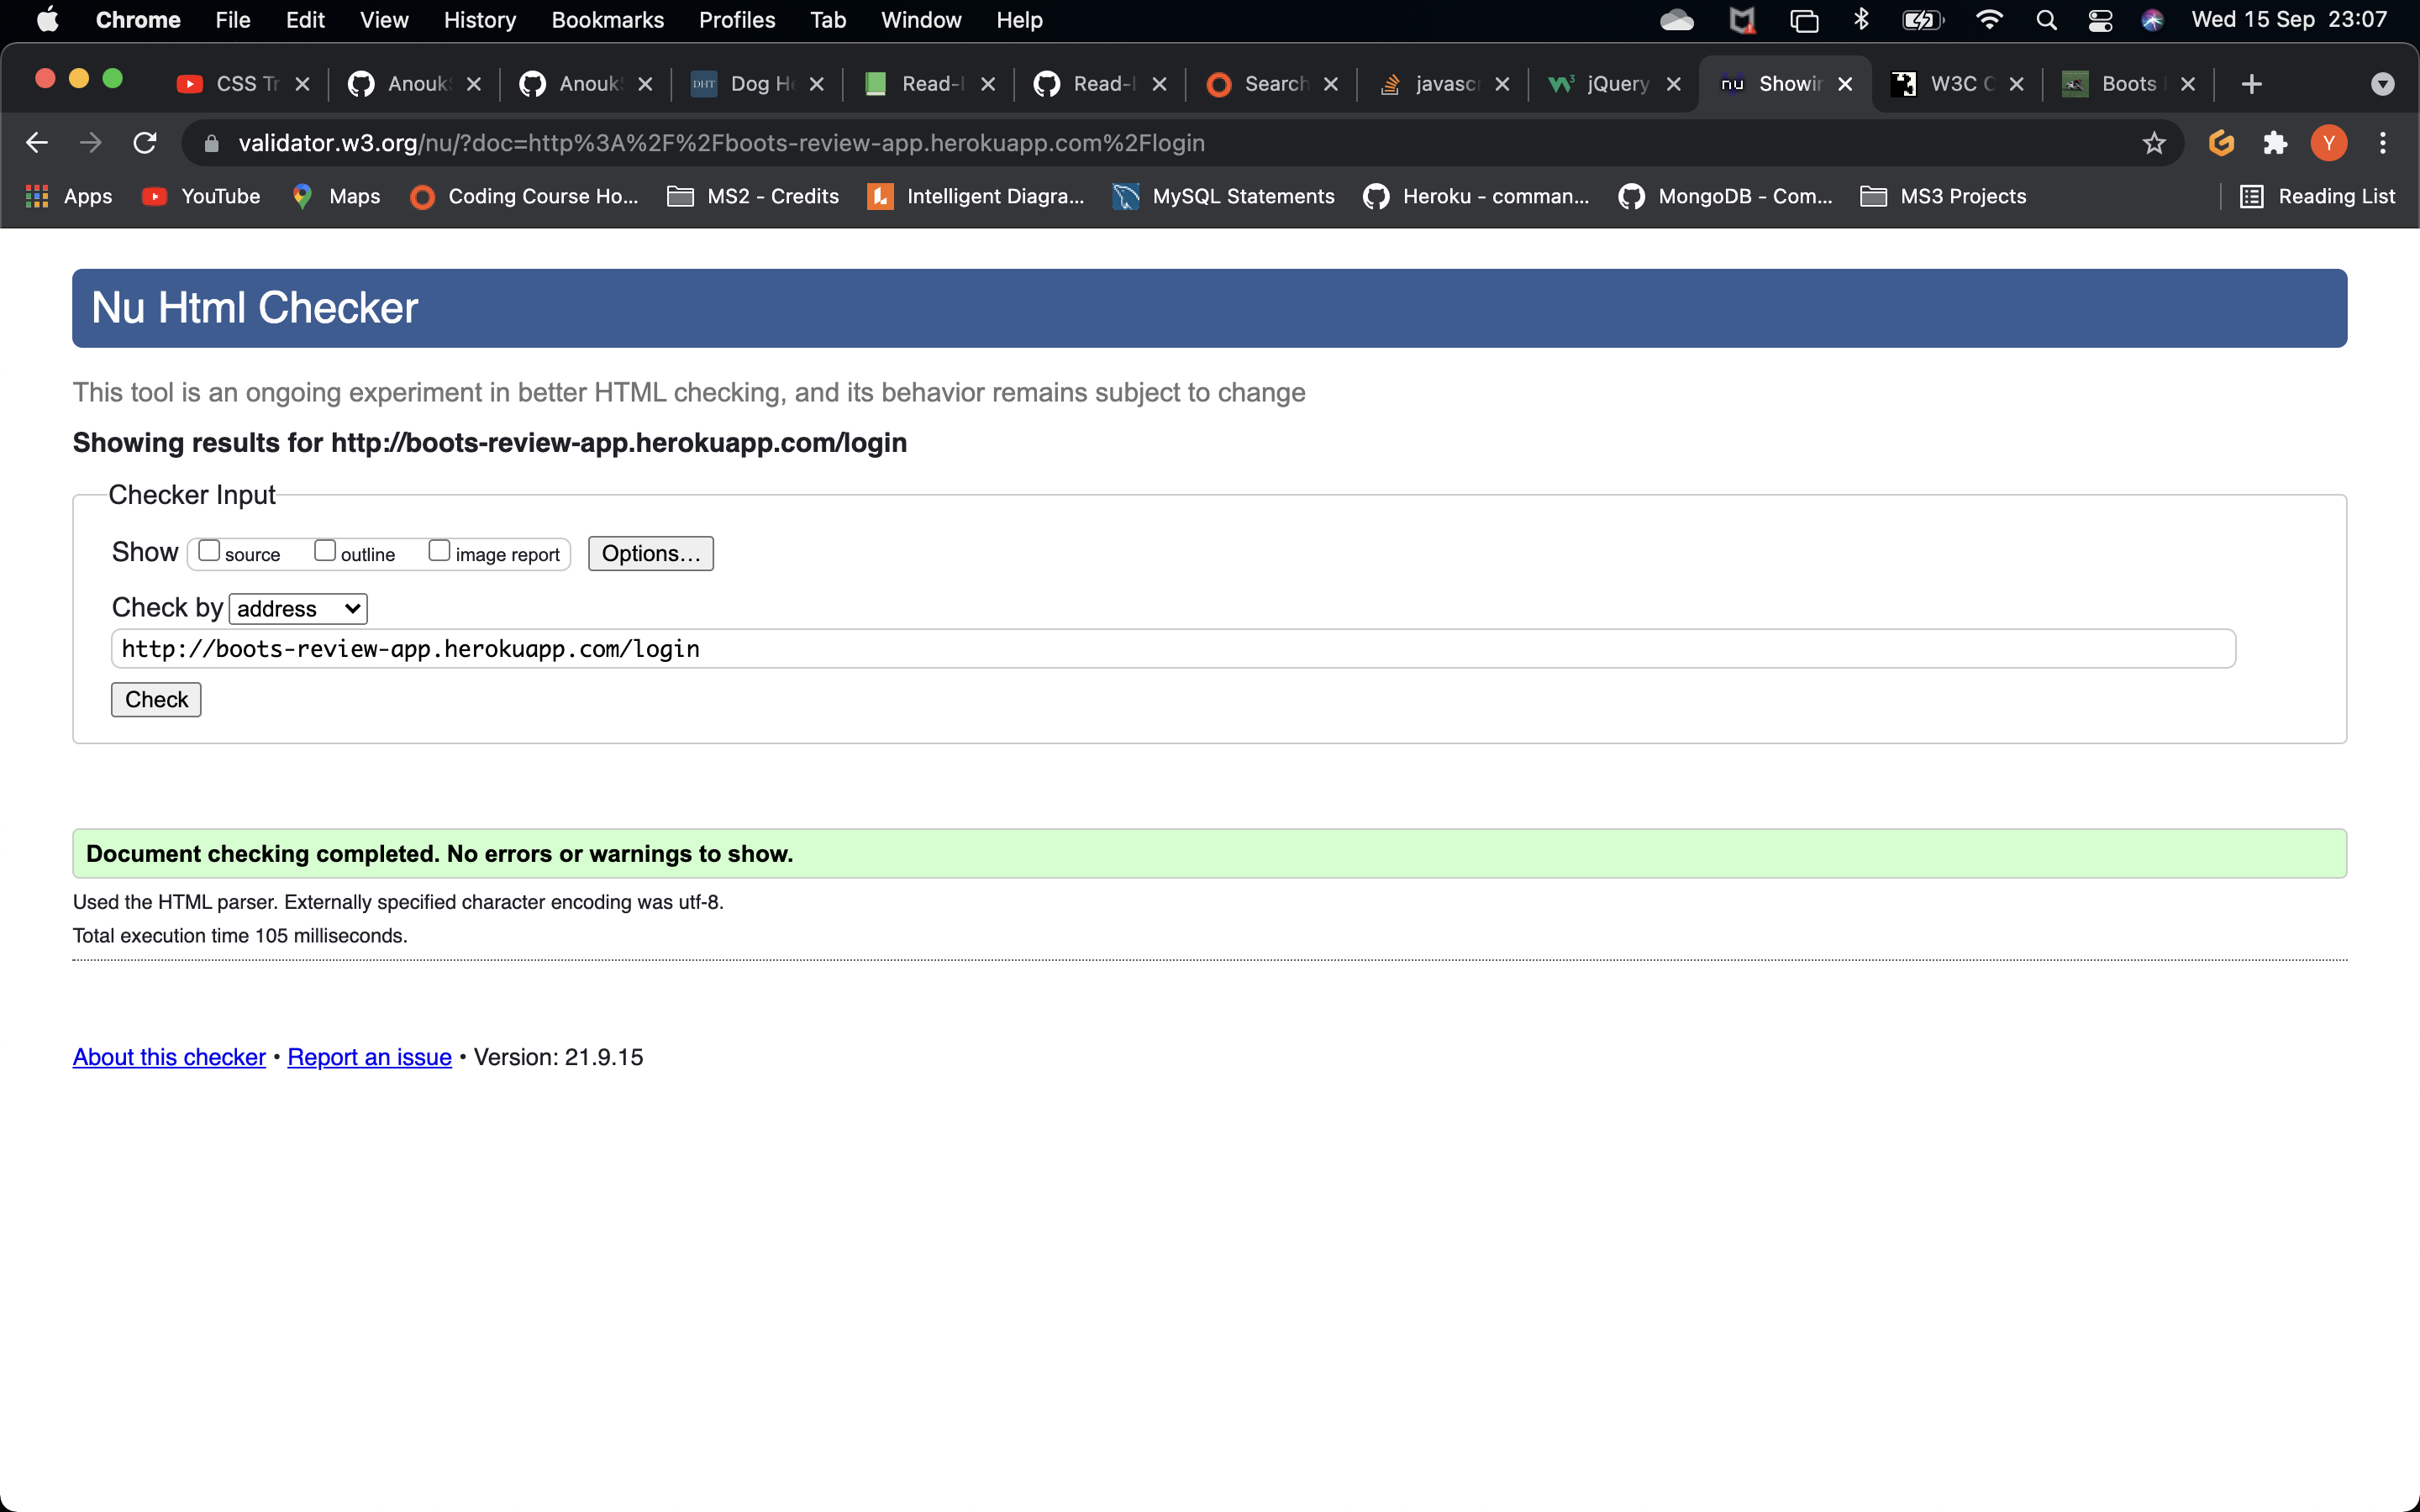 Chrome File Edit View History Bookmarks Profiles Tab Window Help Wed 15 Sep 23:07
CSS Tr Anouk Anouk DHT Dog H Read- Read- Search javasc jQuery nu Showin W3C C Boots
validator.w3.org/nu/?doc=http%3A%2F%2Fboots-review-app.herokuapp.com%2Flogin Y
Apps YouTube Maps Coding Course Ho... MS2 - Credits Intelligent Diagra... MySQL Statements Heroku - comman... MongoDB - Com... MS3 Projects Reading List
Nu Html Checker
This tool is an ongoing experiment in better HTML checking, and its behavior remains subject to change
Showing results for http://boots-review-app.herokuapp.com/login
Checker Input
Show source outline image report Options...
Check by address
http://boots-review-app.herokuapp.com/login
Check
Document checking completed. No errors or warnings to show.
Used the HTML parser. Externally specified character encoding was utf-8.
Total execution time 105 milliseconds.
About this checker • Report an issue • Version: 21.9.15